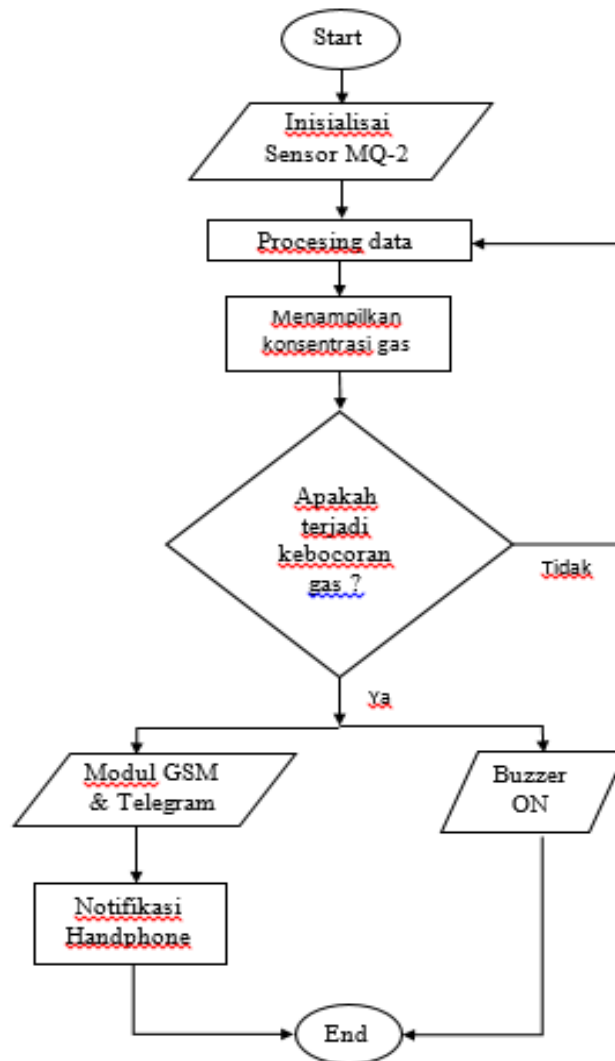 Start
Inisialisai
Sensor MQ-2
Procesing data
Menampilkan
konsentrasi gas
Apakah
terjadi
kebocoran
gas ?
Tidak
Ya
Modul GSM
& Telegram
Buzzer
ON
Notifikasi
Handphone
End